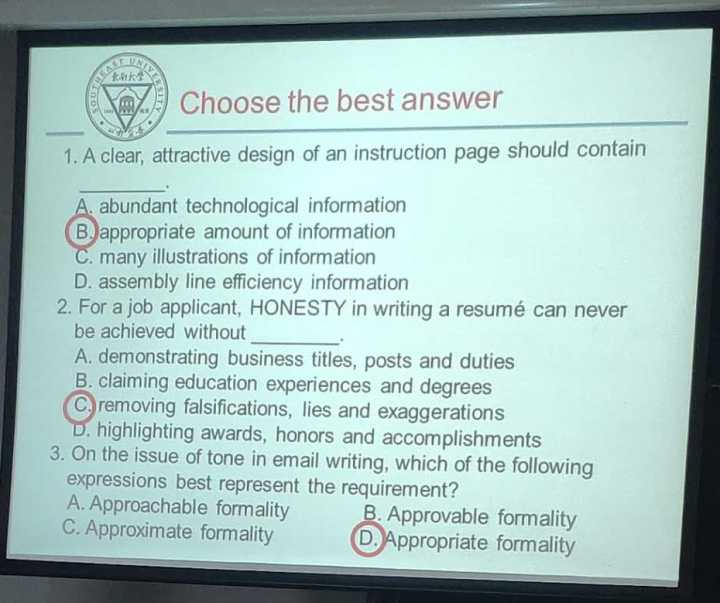 SOUTHEAST UNIVERSITY
Choose the best answer
1. A clear, attractive design of an instruction page should contain
__________.
A. abundant technological information
B. appropriate amount of information
C. many illustrations of information
D. assembly line efficiency information
2. For a job applicant, HONESTY in writing a resumé can never
be achieved without __________.
A. demonstrating business titles, posts and duties
B. claiming education experiences and degrees
C. removing falsifications, lies and exaggerations
D. highlighting awards, honors and accomplishments
3. On the issue of tone in email writing, which of the following
expressions best represent the requirement?
A. Approachable formality B. Approvable formality
C. Approximate formality D. Appropriate formality